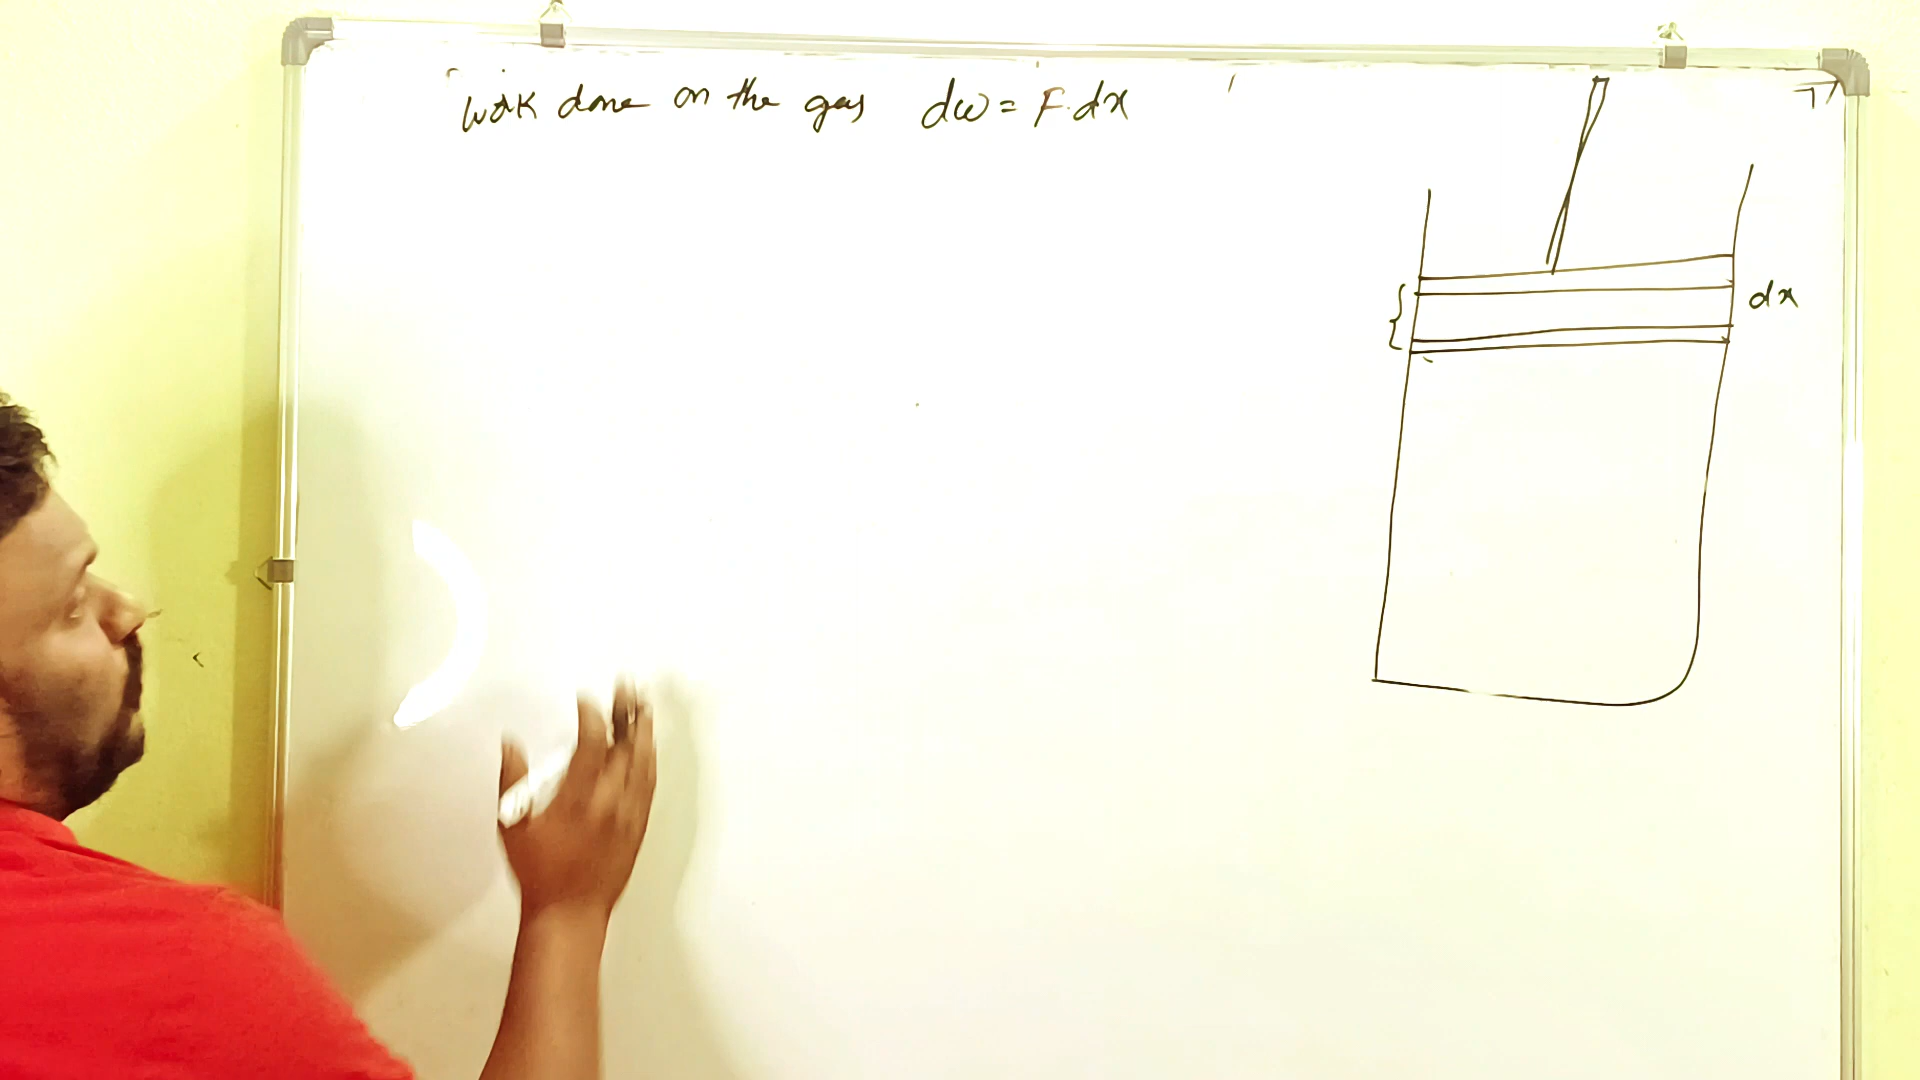 work done on the gas dw = F.dx
dx